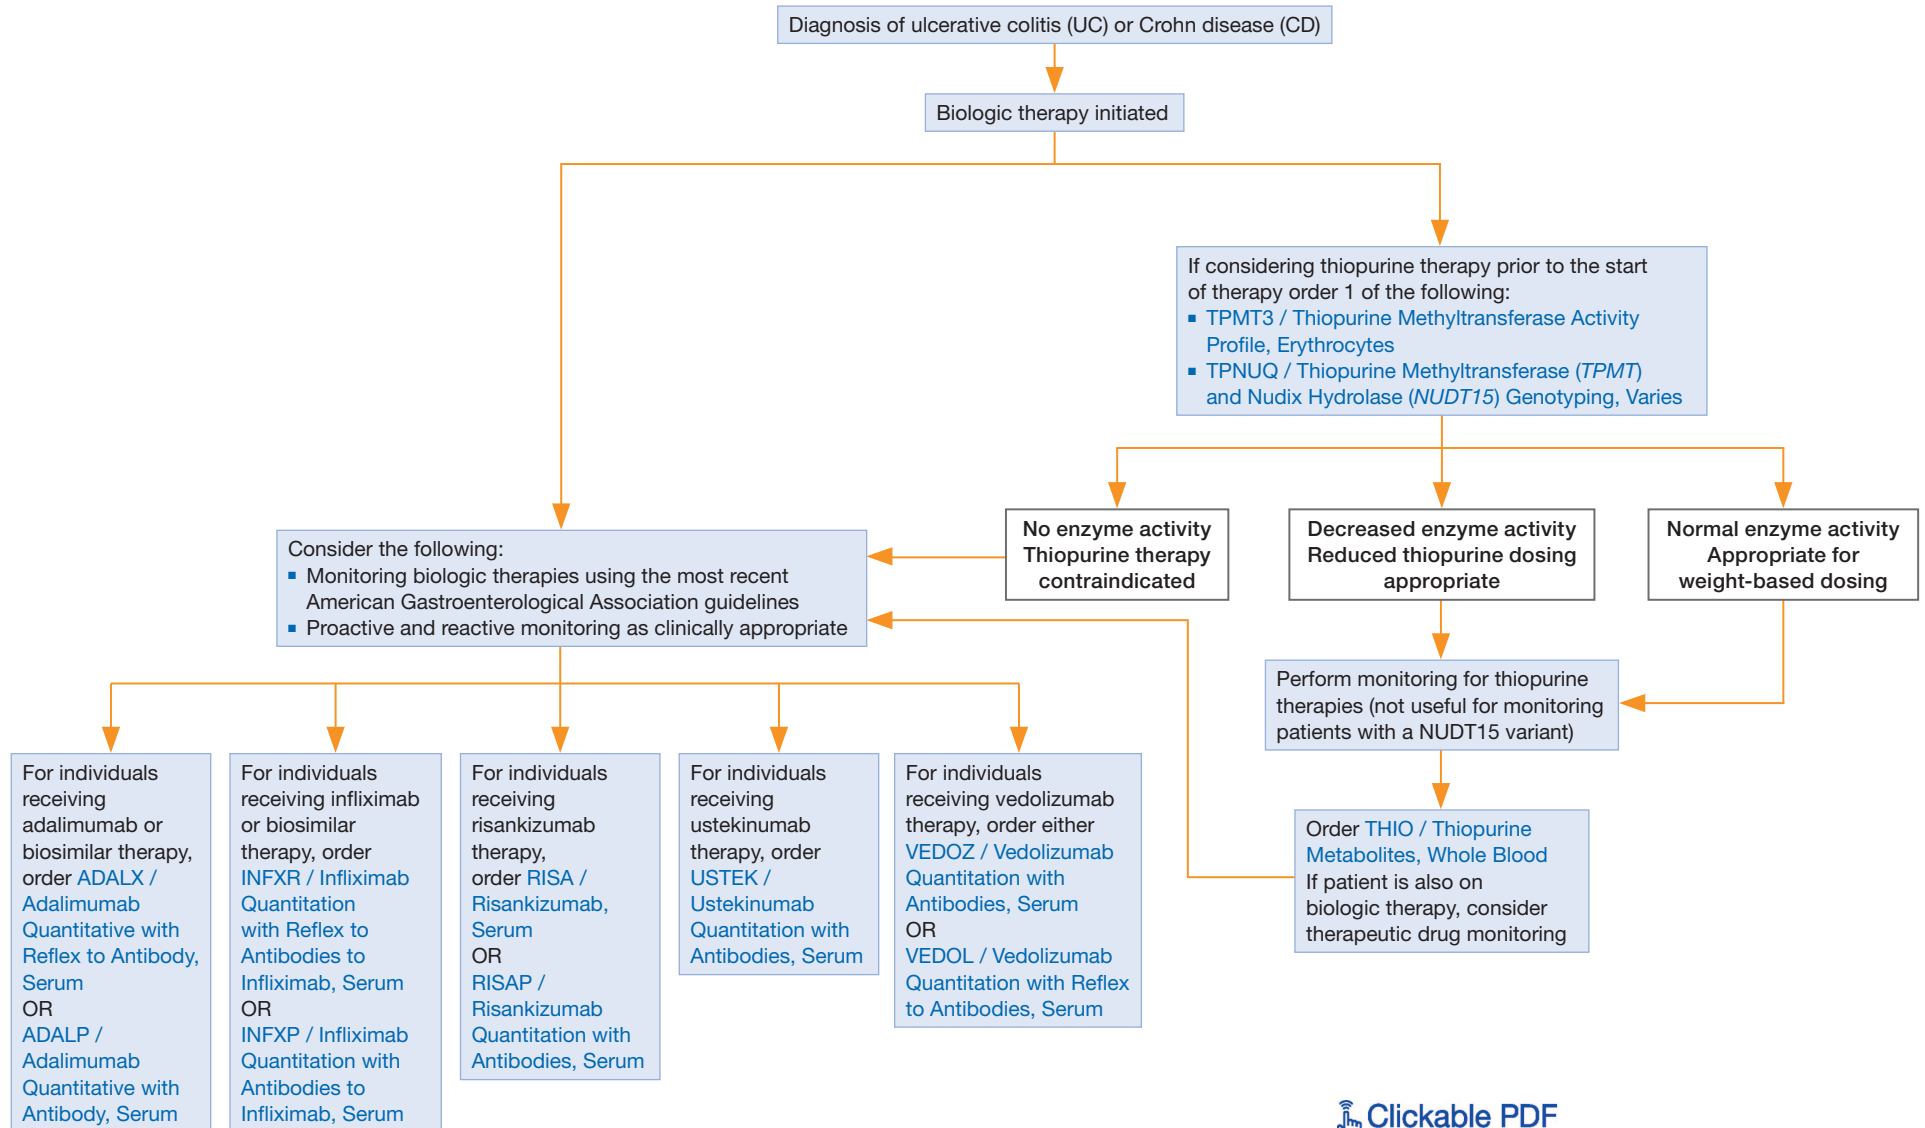 Diagnosis of ulcerative colitis (UC) or Crohn disease (CD)
Biologic therapy initiated
If considering thiopurine therapy prior to the start
of therapy order 1 of the following:
▪ TPMT3 / Thiopurine Methyltransferase Activity
Profile, Erythrocytes
▪ TPNUQ / Thiopurine Methyltransferase (TPMT)
and Nudix Hydrolase (NUDT15) Genotyping, Varies
No enzyme activity
Thiopurine therapy
contraindicated
Decreased enzyme activity
Reduced thiopurine dosing
appropriate
Normal enzyme activity
Appropriate for
weight-based dosing
Consider the following:
▪ Monitoring biologic therapies using the most recent
American Gastroenterological Association guidelines
▪ Proactive and reactive monitoring as clinically appropriate
Perform monitoring for thiopurine
therapies (not useful for monitoring
patients with a NUDT15 variant)
Order THIO / Thiopurine
Metabolites, Whole Blood
If patient is also on
biologic therapy, consider
therapeutic drug monitoring
For individuals
receiving
adalimumab or
biosimilar therapy,
order ADALX /
Adalimumab
Quantitative with
Reflex to Antibody,
Serum
OR
ADALP /
Adalimumab
Quantitative with
Antibody, Serum
For individuals
receiving infliximab
or biosimilar
therapy, order
INFXR / Infliximab
Quantitation
with Reflex to
Antibodies to
Infliximab, Serum
OR
INFXP / Infliximab
Quantitation with
Antibodies to
Infliximab, Serum
For individuals
receiving
risankizumab
therapy,
order RISA /
Risankizumab,
Serum
OR
RISAP /
Risankizumab
Quantitation with
Antibodies, Serum
For individuals
receiving
ustekinumab
therapy, order
USTEK /
Ustekinumab
Quantitation with
Antibodies, Serum
For individuals
receiving vedolizumab
therapy, order either
VEDOZ / Vedolizumab
Quantitation with
Antibodies, Serum
OR
VEDOL / Vedolizumab
Quantitation with Reflex
to Antibodies, Serum
Clickable PDF